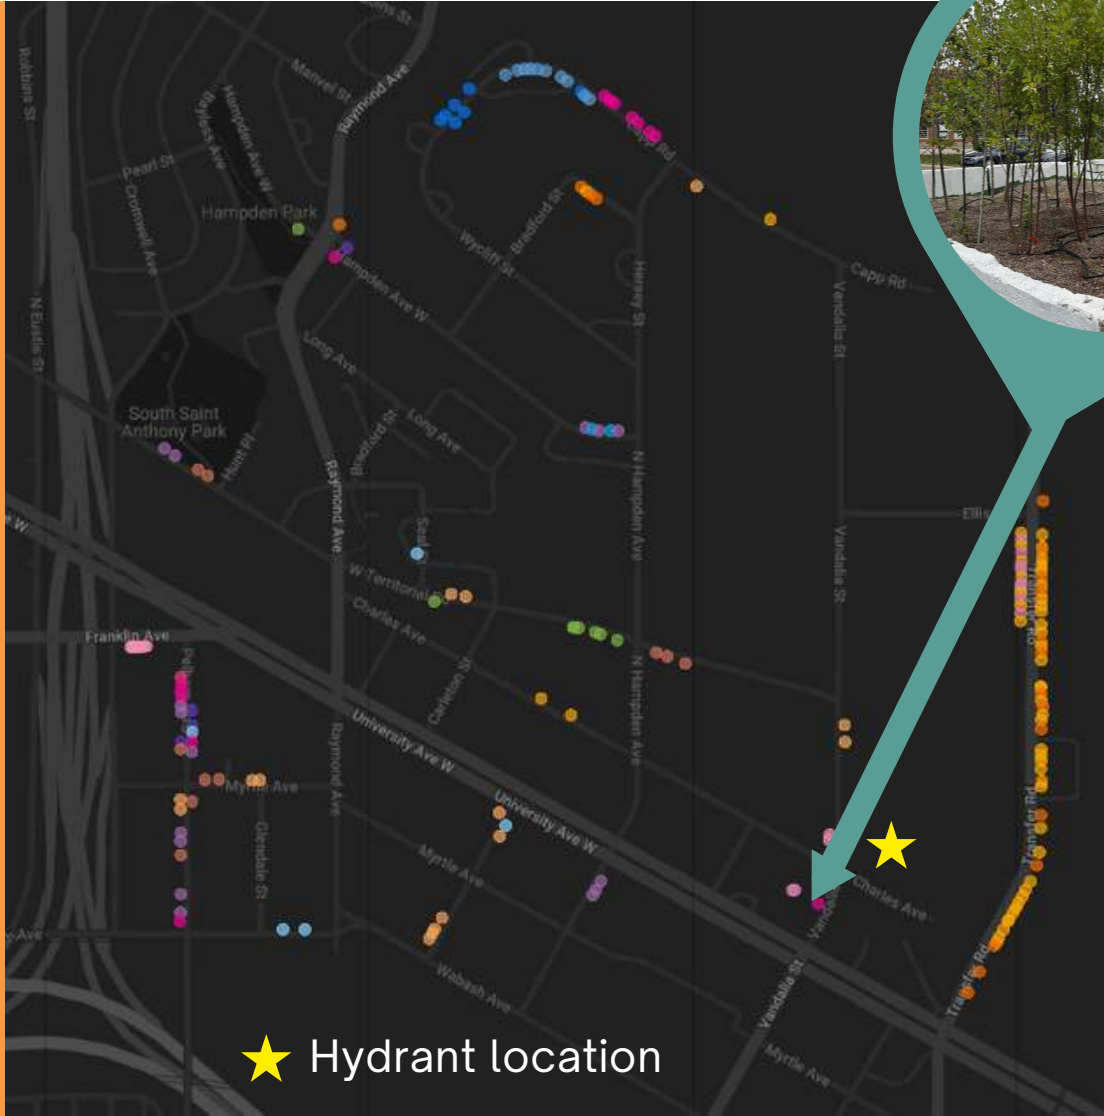 Robbins St
Manvel St
Raymond Ave
Pearl St
Bayless Ave
Hampden Ave W
Cromwell Ave
Hampden Park
Capp Rd
Bradford St
Wycliff St
Hampden Ave W
Hersey St
Capp Rd
Vandalia St
N Eustis St
Long Ave
South Saint
Anthony Park
Hunt Pl
Bradford St
Long Ave
Raymond Ave
N Hampden Ave
Vandalia St
Ellis
Seal
W Territorial
Charles Ave
Transfer Rd
Franklin Ave
Carleton St
N Hampden Ave
University Ave W
Raymond Ave
Myrtle Ave
Glendale St
University Ave W
Myrtle Ave
Charles Ave
Transfer Rd
Ave
Wabash Ave
Vandalia St
Transfer Rd
Myrtle Ave
Hydrant location